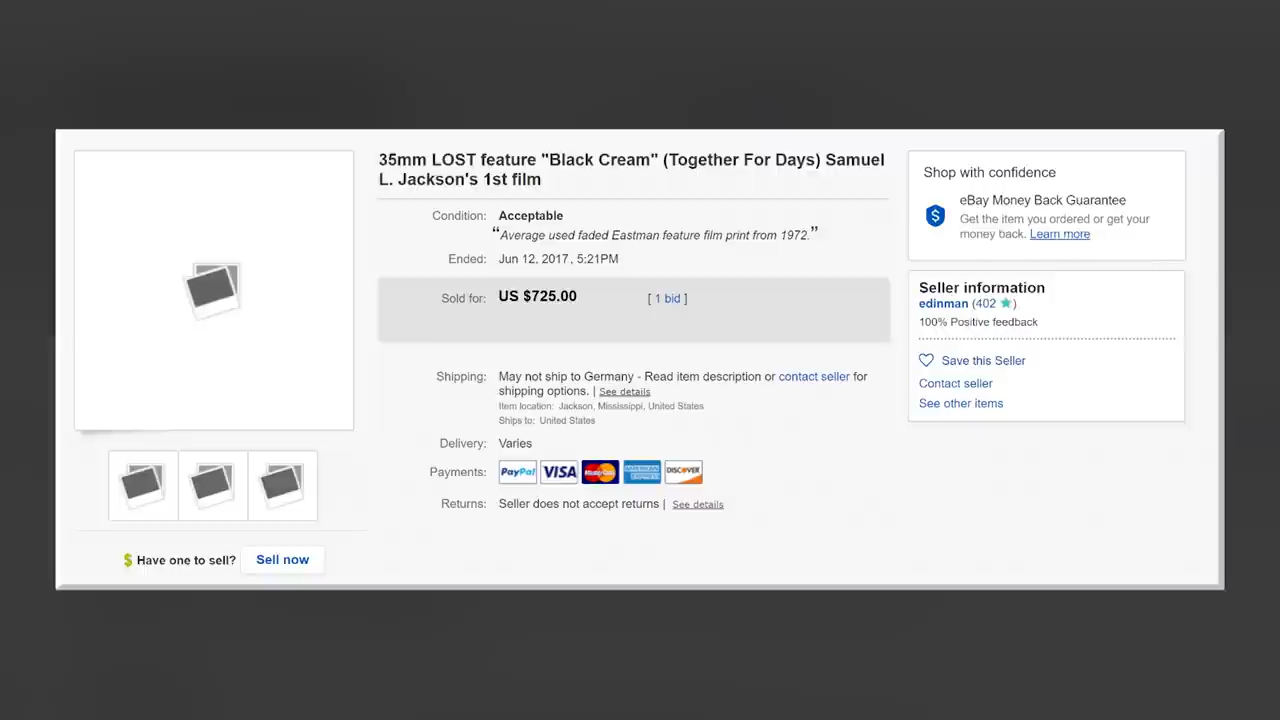 35mm LOST feature "Black Cream" (Together For Days) Samuel
L. Jackson's 1st film
Condition: Acceptable
“Average used faded Eastman feature film print from 1972.”
Ended: Jun 12, 2017 , 5:21PM
Sold for: US $725.00 [ 1 bid ]
Shipping: May not ship to Germany - Read item description or contact seller for
shipping options. | See details
Item location: Jackson, Mississippi, United States
Ships to: United States
Delivery: Varies
Payments: PayPal VISA MasterCard AMERICAN EXPRESS DISCOVER
Returns: Seller does not accept returns | See details
$ Have one to sell? Sell now
Shop with confidence
$ eBay Money Back Guarantee
Get the item you ordered or get your
money back. Learn more
Seller information
edinman (402 ★)
100% Positive feedback
Save this Seller
Contact seller
See other items